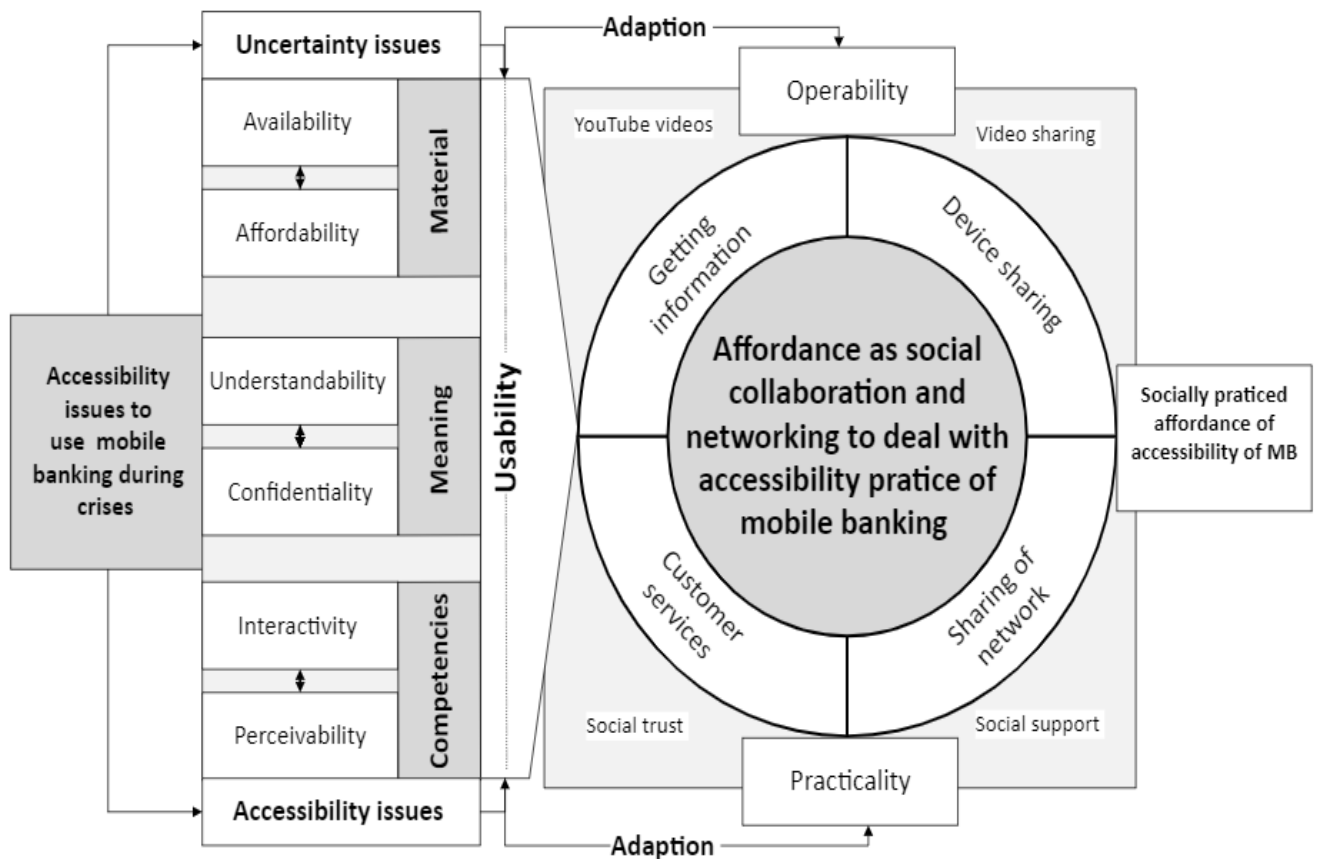 Uncertainty issues
Adaption
Operability
Availability
Affordability
Material
Understandability
Confidentiality
Meaning
Interactivity
Perceivability
Competencies
Accessibility issues
Accessibility
issues to
use mobile
banking during
crises
Usability
Adaption
Practicality
YouTube videos
Video sharing
Getting
information
Device sharing
Affordance as social
collaboration and
networking to deal with
accessibility pratice of
mobile banking
Customer
services
Sharing of
network
Social trust
Social support
Socially praticed
affordance of
accessibility of MB